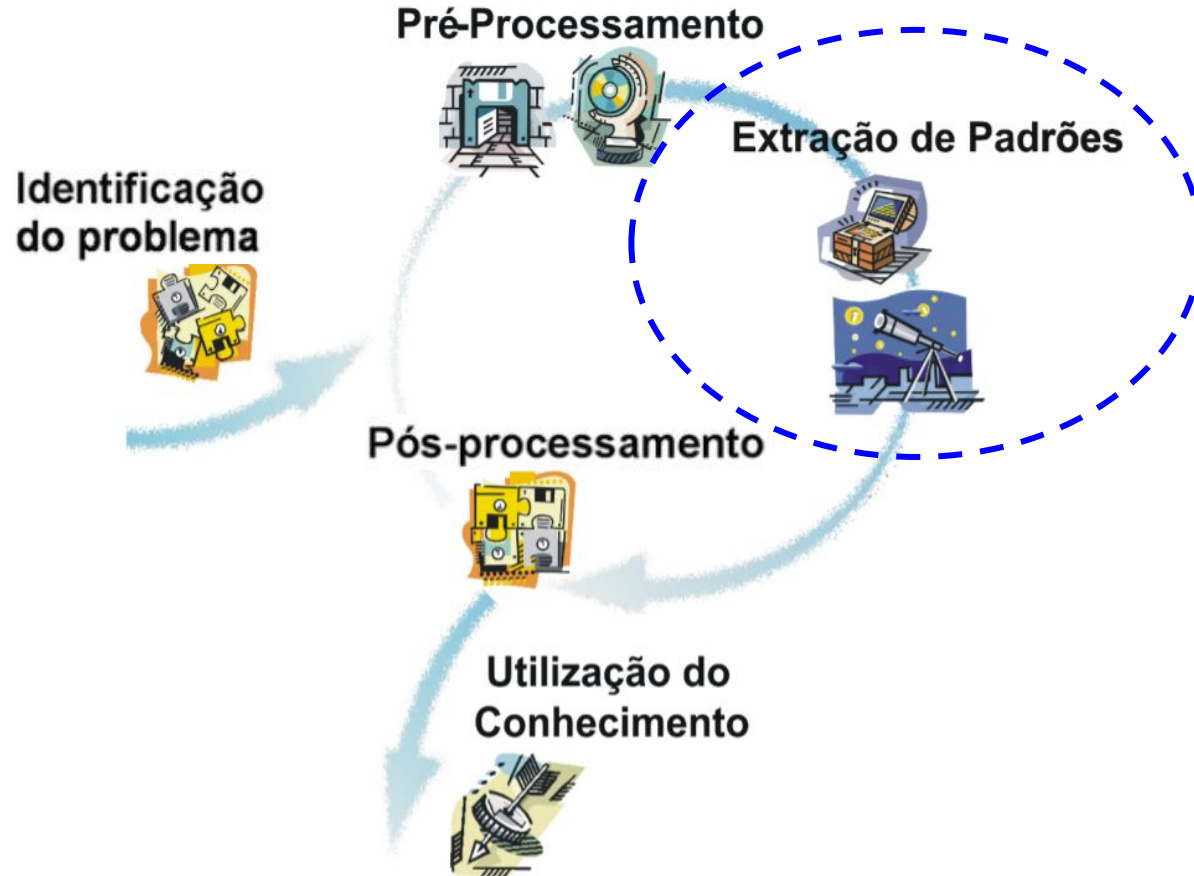 Pré-Processamento
Extração de Padrões
Identificação
do problema
Pós-processamento
Utilização do
Conhecimento